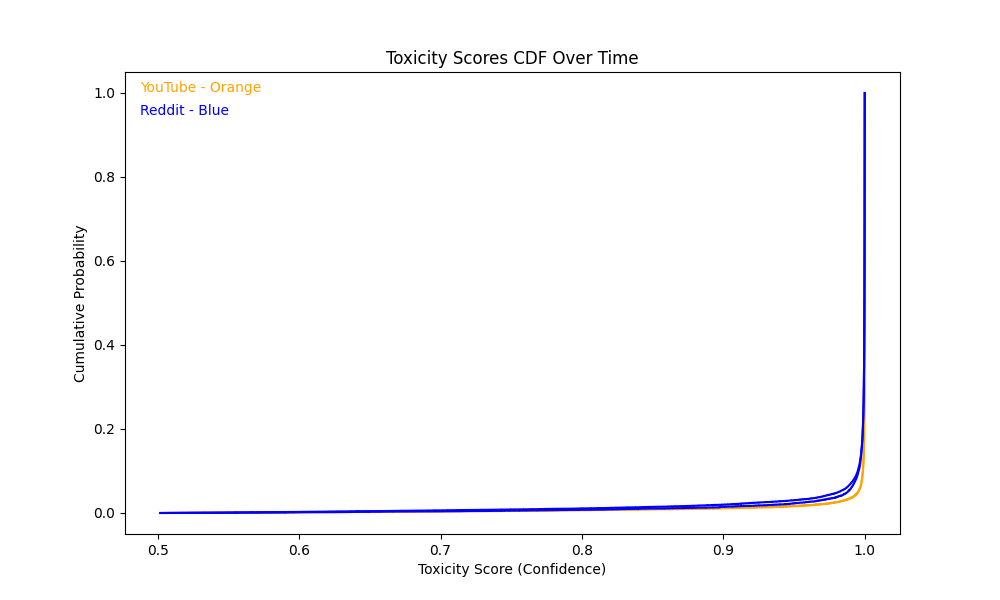 Toxicity Scores CDF Over Time
YouTube - Orange
Reddit - Blue
1.0
0.8
0.6
0.4
0.2
0.0
Cumulative Probability
0.5 0.6 0.7 0.8 0.9 1.0
Toxicity Score (Confidence)